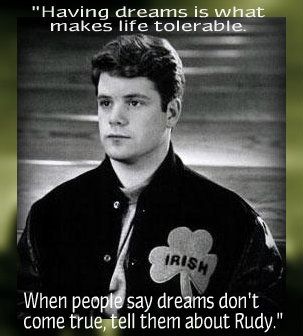 "Having dreams is what
makes life tolerable.
IRISH
When people say dreams don't
come true, tell them about Rudy."